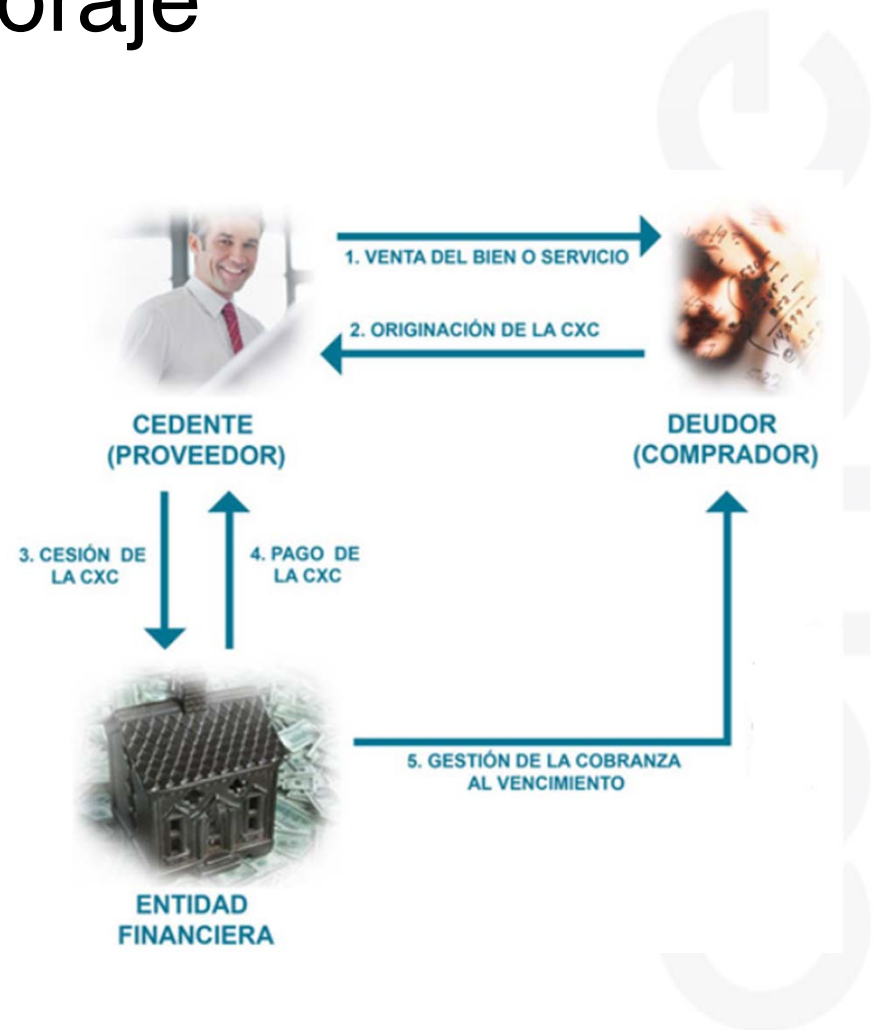 oraje
1. VENTA DEL BIEN O SERVICIO
2. ORIGINACIÓN DE LA CXC
CEDENTE
(PROVEEDOR)
DEUDOR
(COMPRADOR)
3. CESIÓN DE
LA CXC
4. PAGO DE
LA CXC
5. GESTIÓN DE LA COBRANZA
AL VENCIMIENTO
ENTIDAD
FINANCIERA